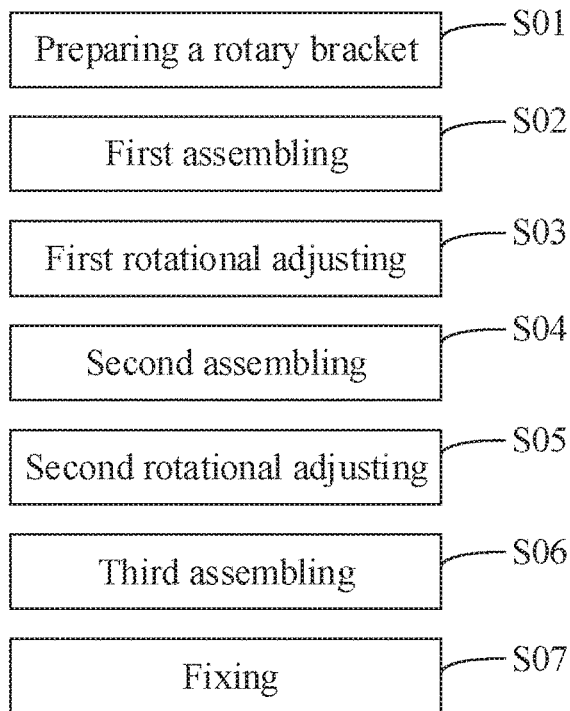 Preparing a rotary bracket S01
First assembling S02
First rotational adjusting S03
Second assembling S04
Second rotational adjusting S05
Third assembling S06
Fixing S07